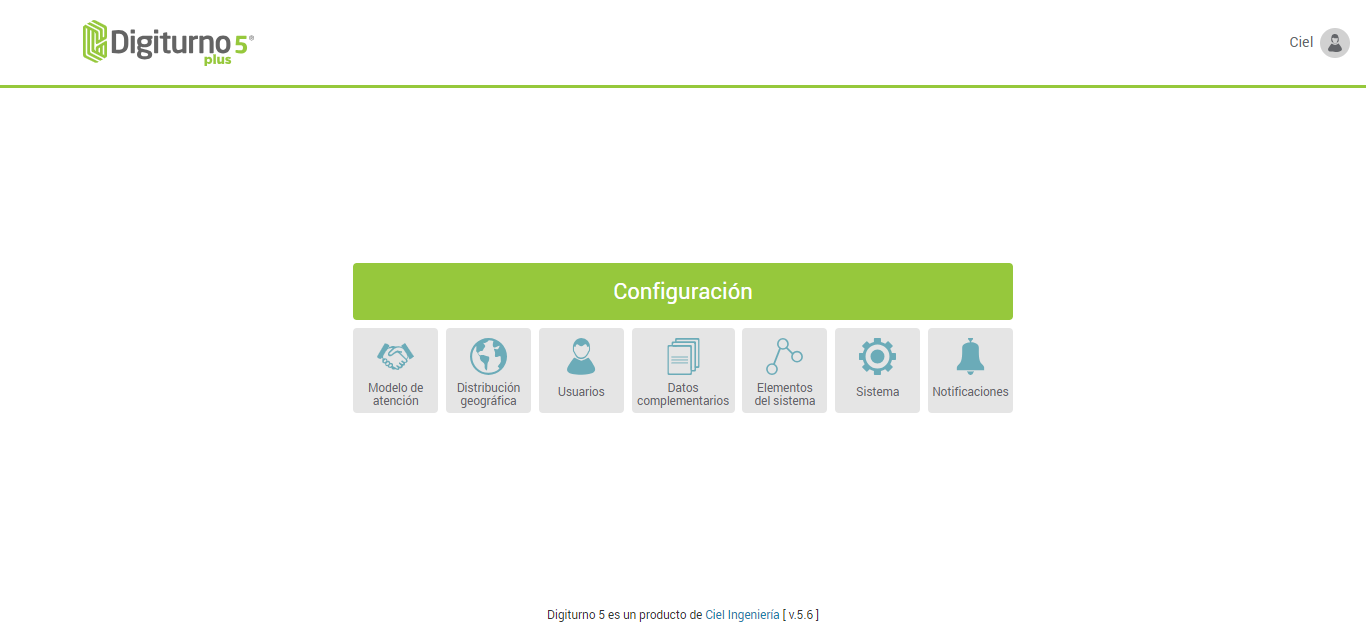 Digiturno 5®
plus
Ciel
Configuración
Modelo de
atención
Distribución
geográfica
Usuarios
Datos
complementarios
Elementos
del sistema
Sistema
Notificaciones
Digiturno 5 es un producto de Ciel Ingeniería [ v.5.6 ]